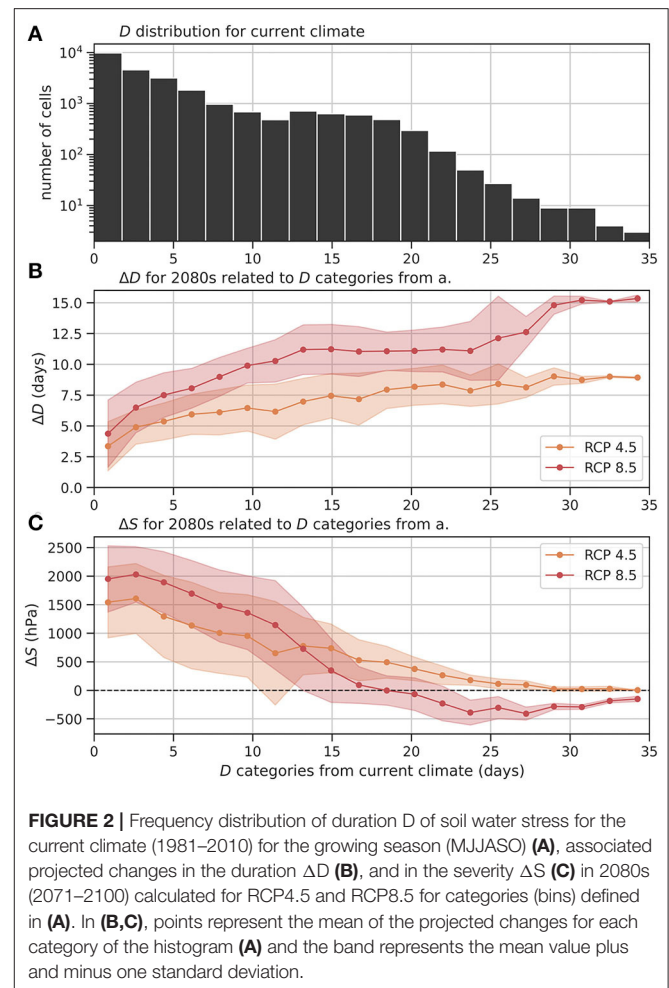 A
D distribution for current climate
10⁴
10³
10²
10¹
number of cells
0 5 10 15 20 25 30 35
B
ΔD for 2080s related to D categories from a.
15.0
12.5
10.0
7.5
5.0
2.5
0.0
ΔD (days)
RCP 4.5
RCP 8.5
0 5 10 15 20 25 30 35
C
ΔS for 2080s related to D categories from a.
2500
2000
1500
1000
500
0
−500
ΔS (hPa)
RCP 4.5
RCP 8.5
0 5 10 15 20 25 30 35
D categories from current climate (days)
FIGURE 2 | Frequency distribution of duration D of soil water stress for the
current climate (1981–2010) for the growing season (MJJASO) (A), associated
projected changes in the duration ΔD (B), and in the severity ΔS (C) in 2080s
(2071–2100) calculated for RCP4.5 and RCP8.5 for categories (bins) defined
in (A). In (B,C), points represent the mean of the projected changes for each
category of the histogram (A) and the band represents the mean value plus
and minus one standard deviation.